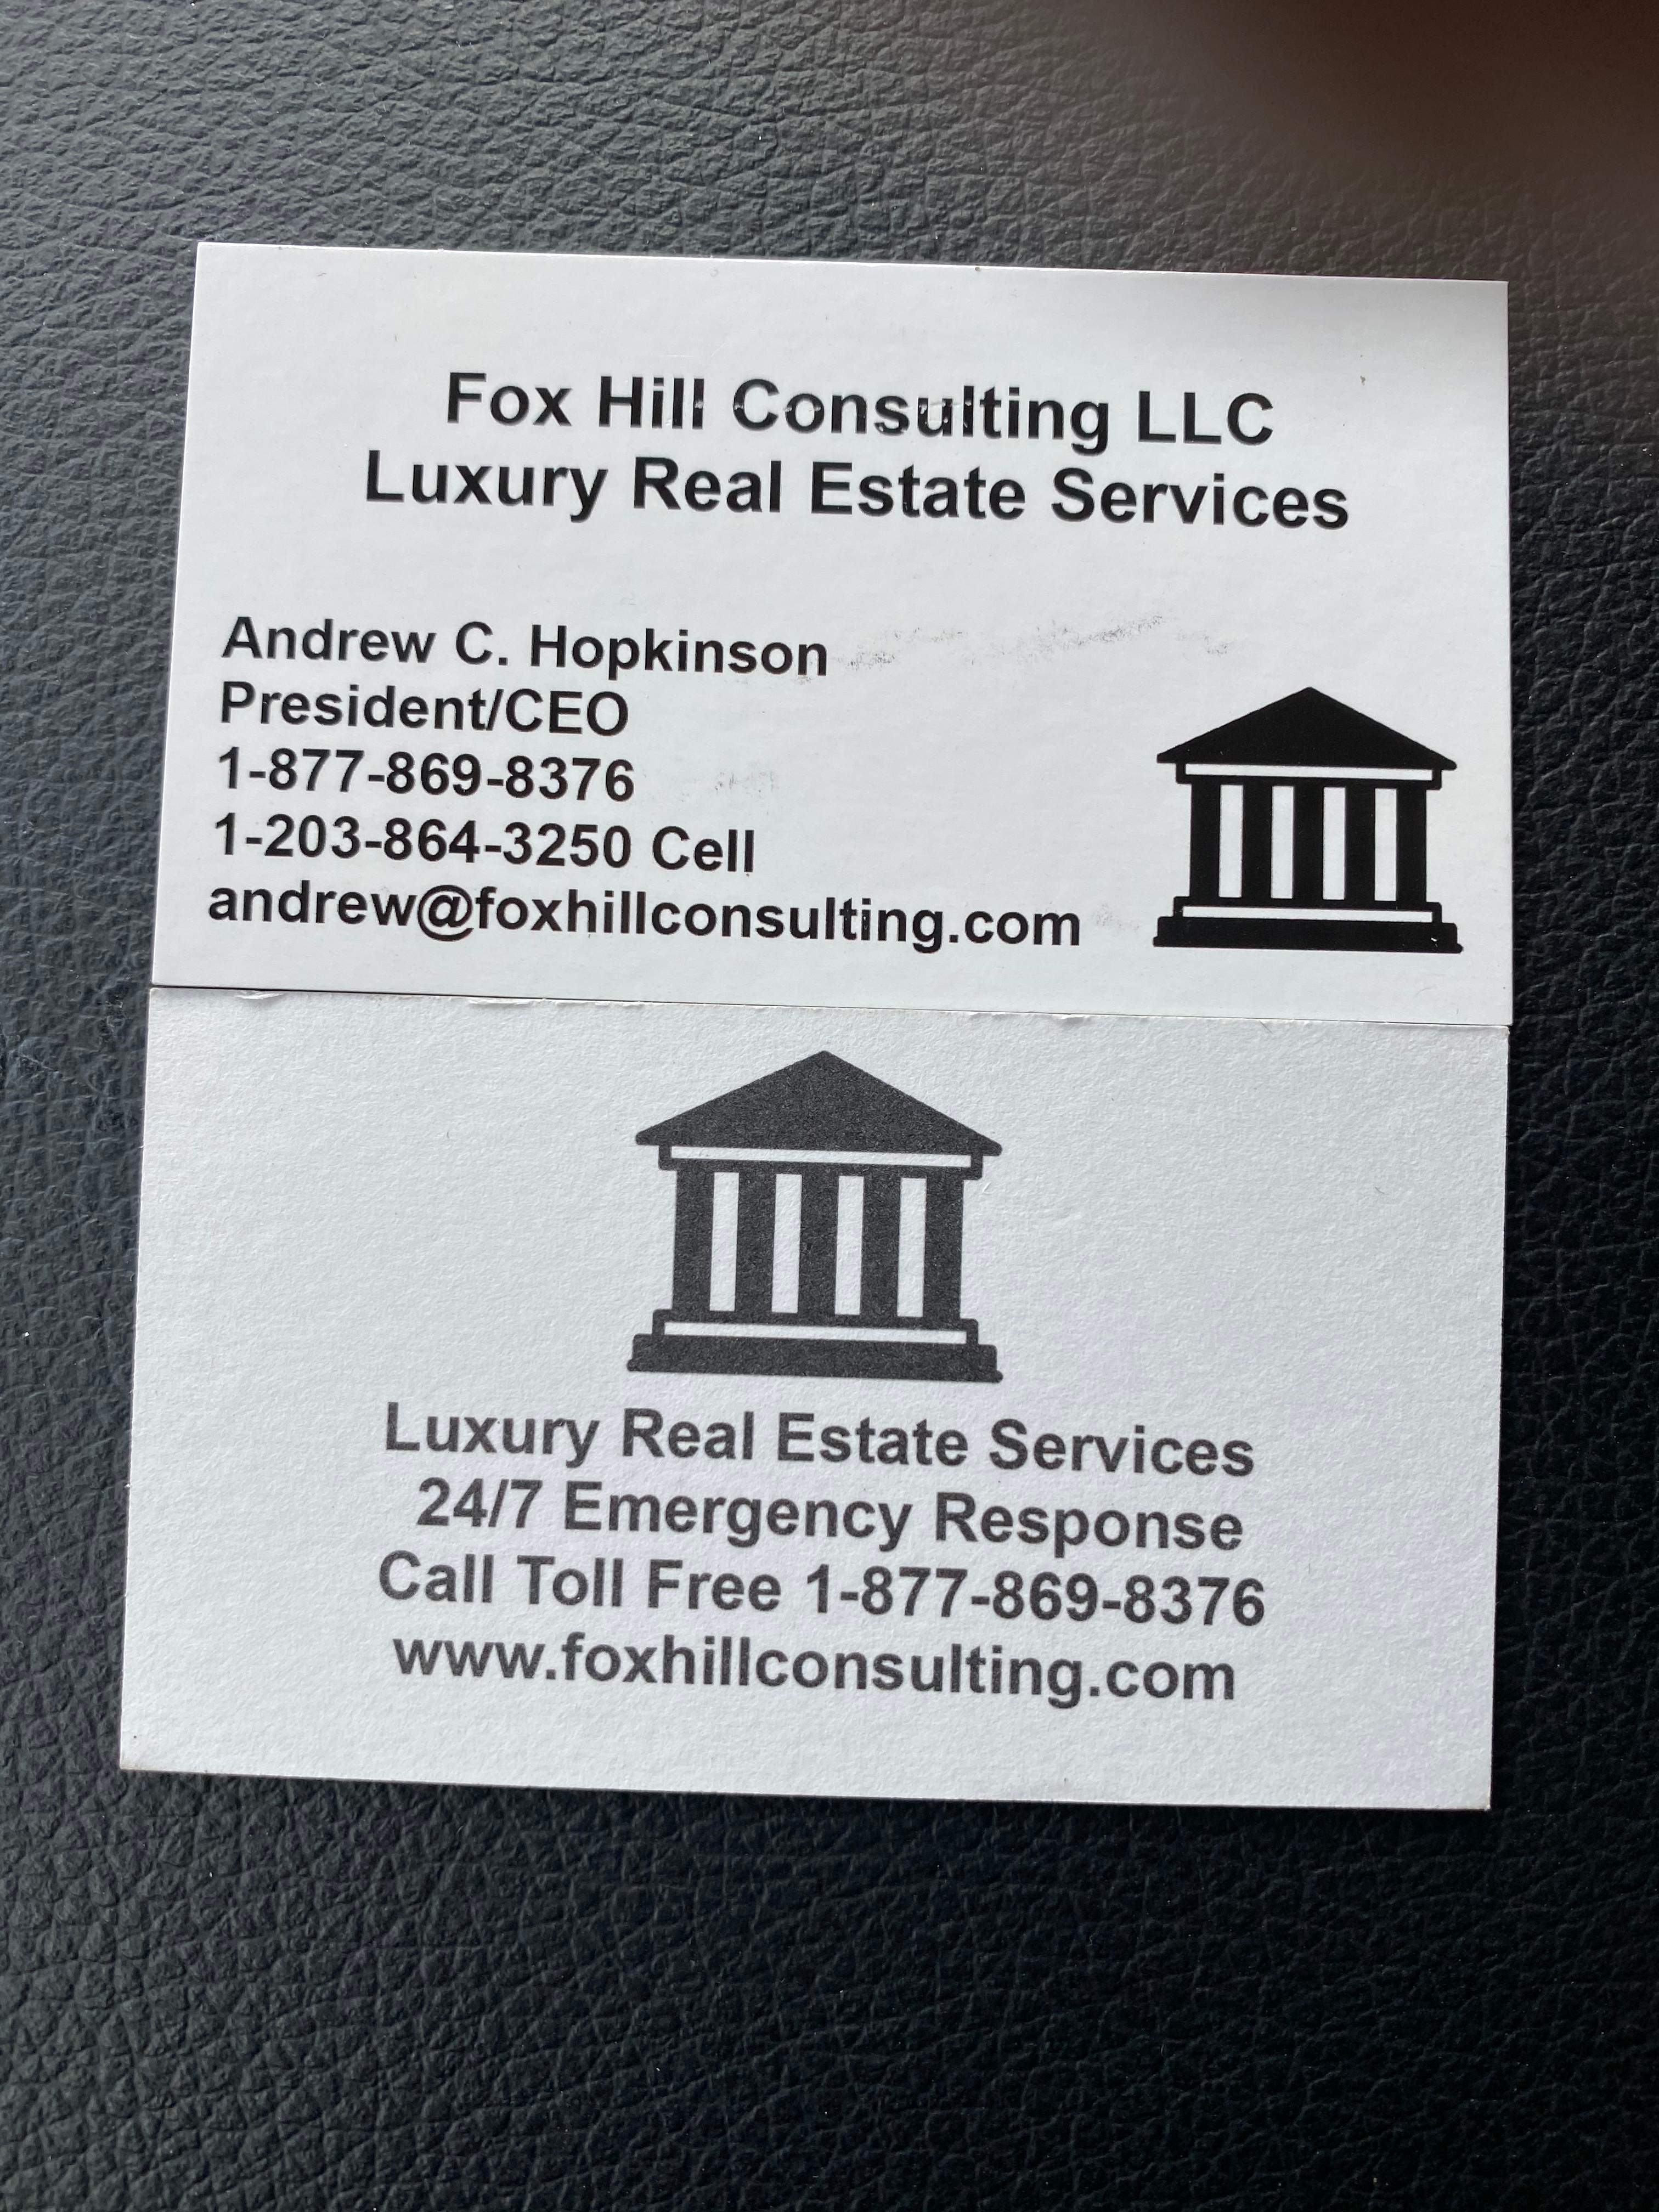 Fox Hill Consulting LLC
Luxury Real Estate Services
Andrew C. Hopkinson
President/CEO
1-877-869-8376
1-203-864-3250 Cell
andrew@foxhillconsulting.com
Luxury Real Estate Services
24/7 Emergency Response
Call Toll Free 1-877-869-8376
www.foxhillconsulting.com